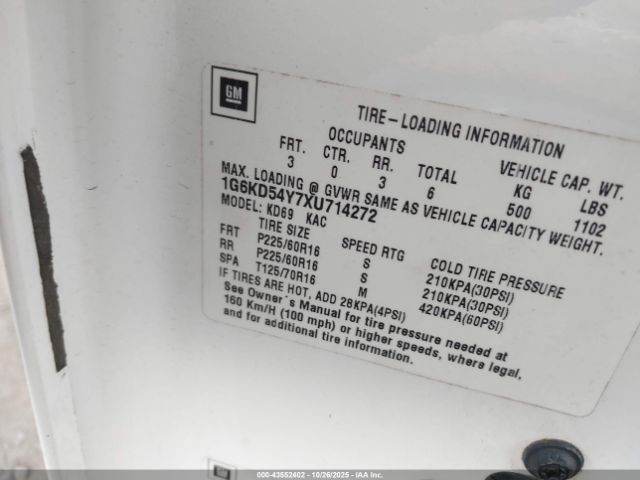 GM
TIRE-LOADING INFORMATION
OCCUPANTS
FRT. CTR. RR. TOTAL VEHICLE CAP. WT.
KG LBS
3 0 3 6 500 1102
MAX. LOADING @ GVWR SAME AS VEHICLE CAPACITY WEIGHT.
1G6KD54Y7XU714272
MODEL: KD69 KAC
TIRE SIZE SPEED RTG COLD TIRE PRESSURE
FRT P225/60R16 S 210KPA(30PSI)
RR P225/60R16 S 210KPA(30PSI)
SPA T125/70R16 M 420KPA(60PSI)
IF TIRES ARE HOT, ADD 28KPA(4PSI)
See Owner's Manual for tire pressure needed at
160 Km/H (100 mph) or higher speeds, where legal,
and for additional tire information.
000-43552402 - 10/26/2025 - IAA Inc.